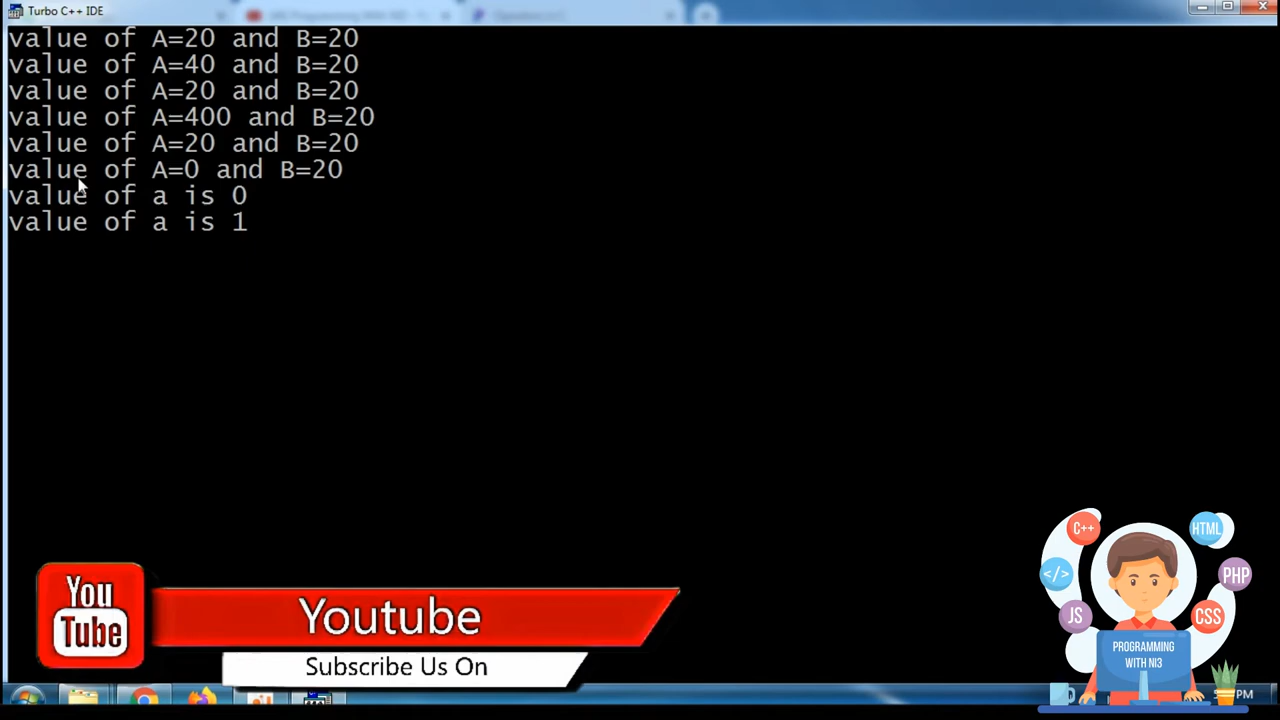 Turbo C++ IDE
value of A=20 and B=20
value of A=40 and B=20
value of A=20 and B=20
value of A=400 and B=20
value of A=20 and B=20
value of A=0 and B=20
value of a is 0
value of a is 1
You
Tube
Youtube
Subscribe Us On
C++
HTML
</>
PHP
JS
CSS
PROGRAMMING
WITH NI3
PM